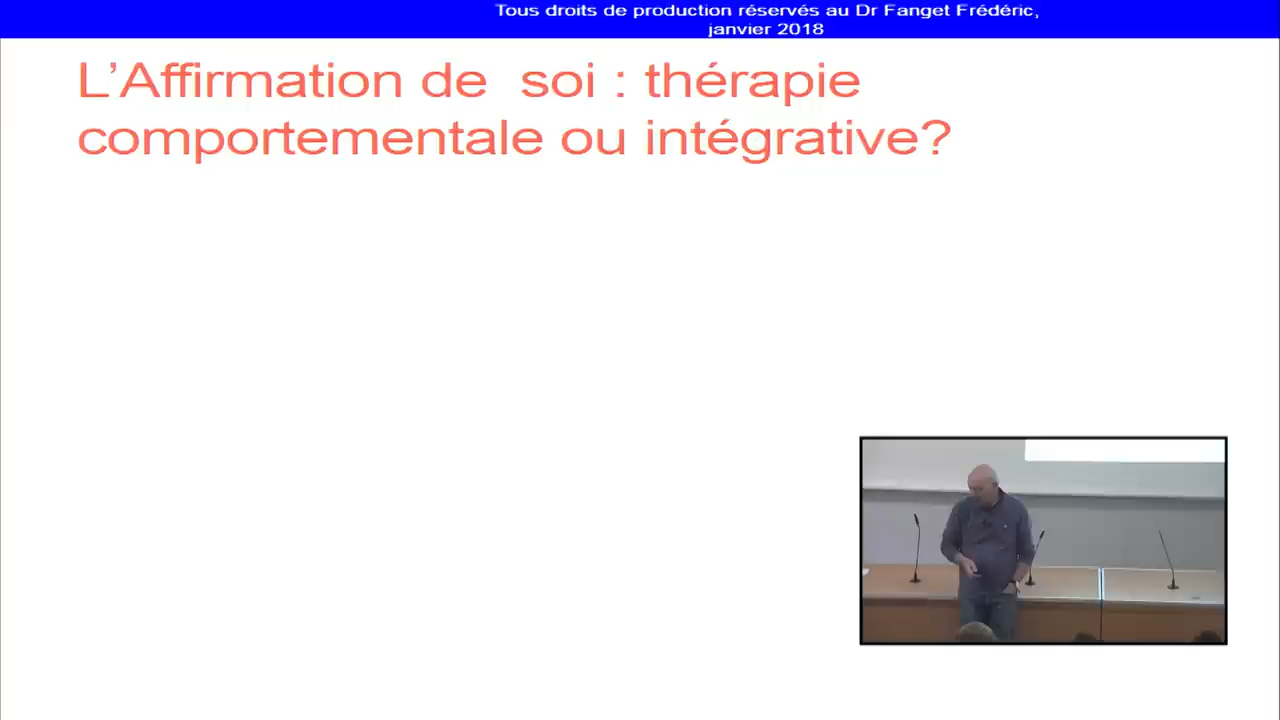 Tous droits de production réservés au Dr Fanget Frédéric,
janvier 2018
L’Affirmation de  soi : thérapie
comportementale ou intégrative?